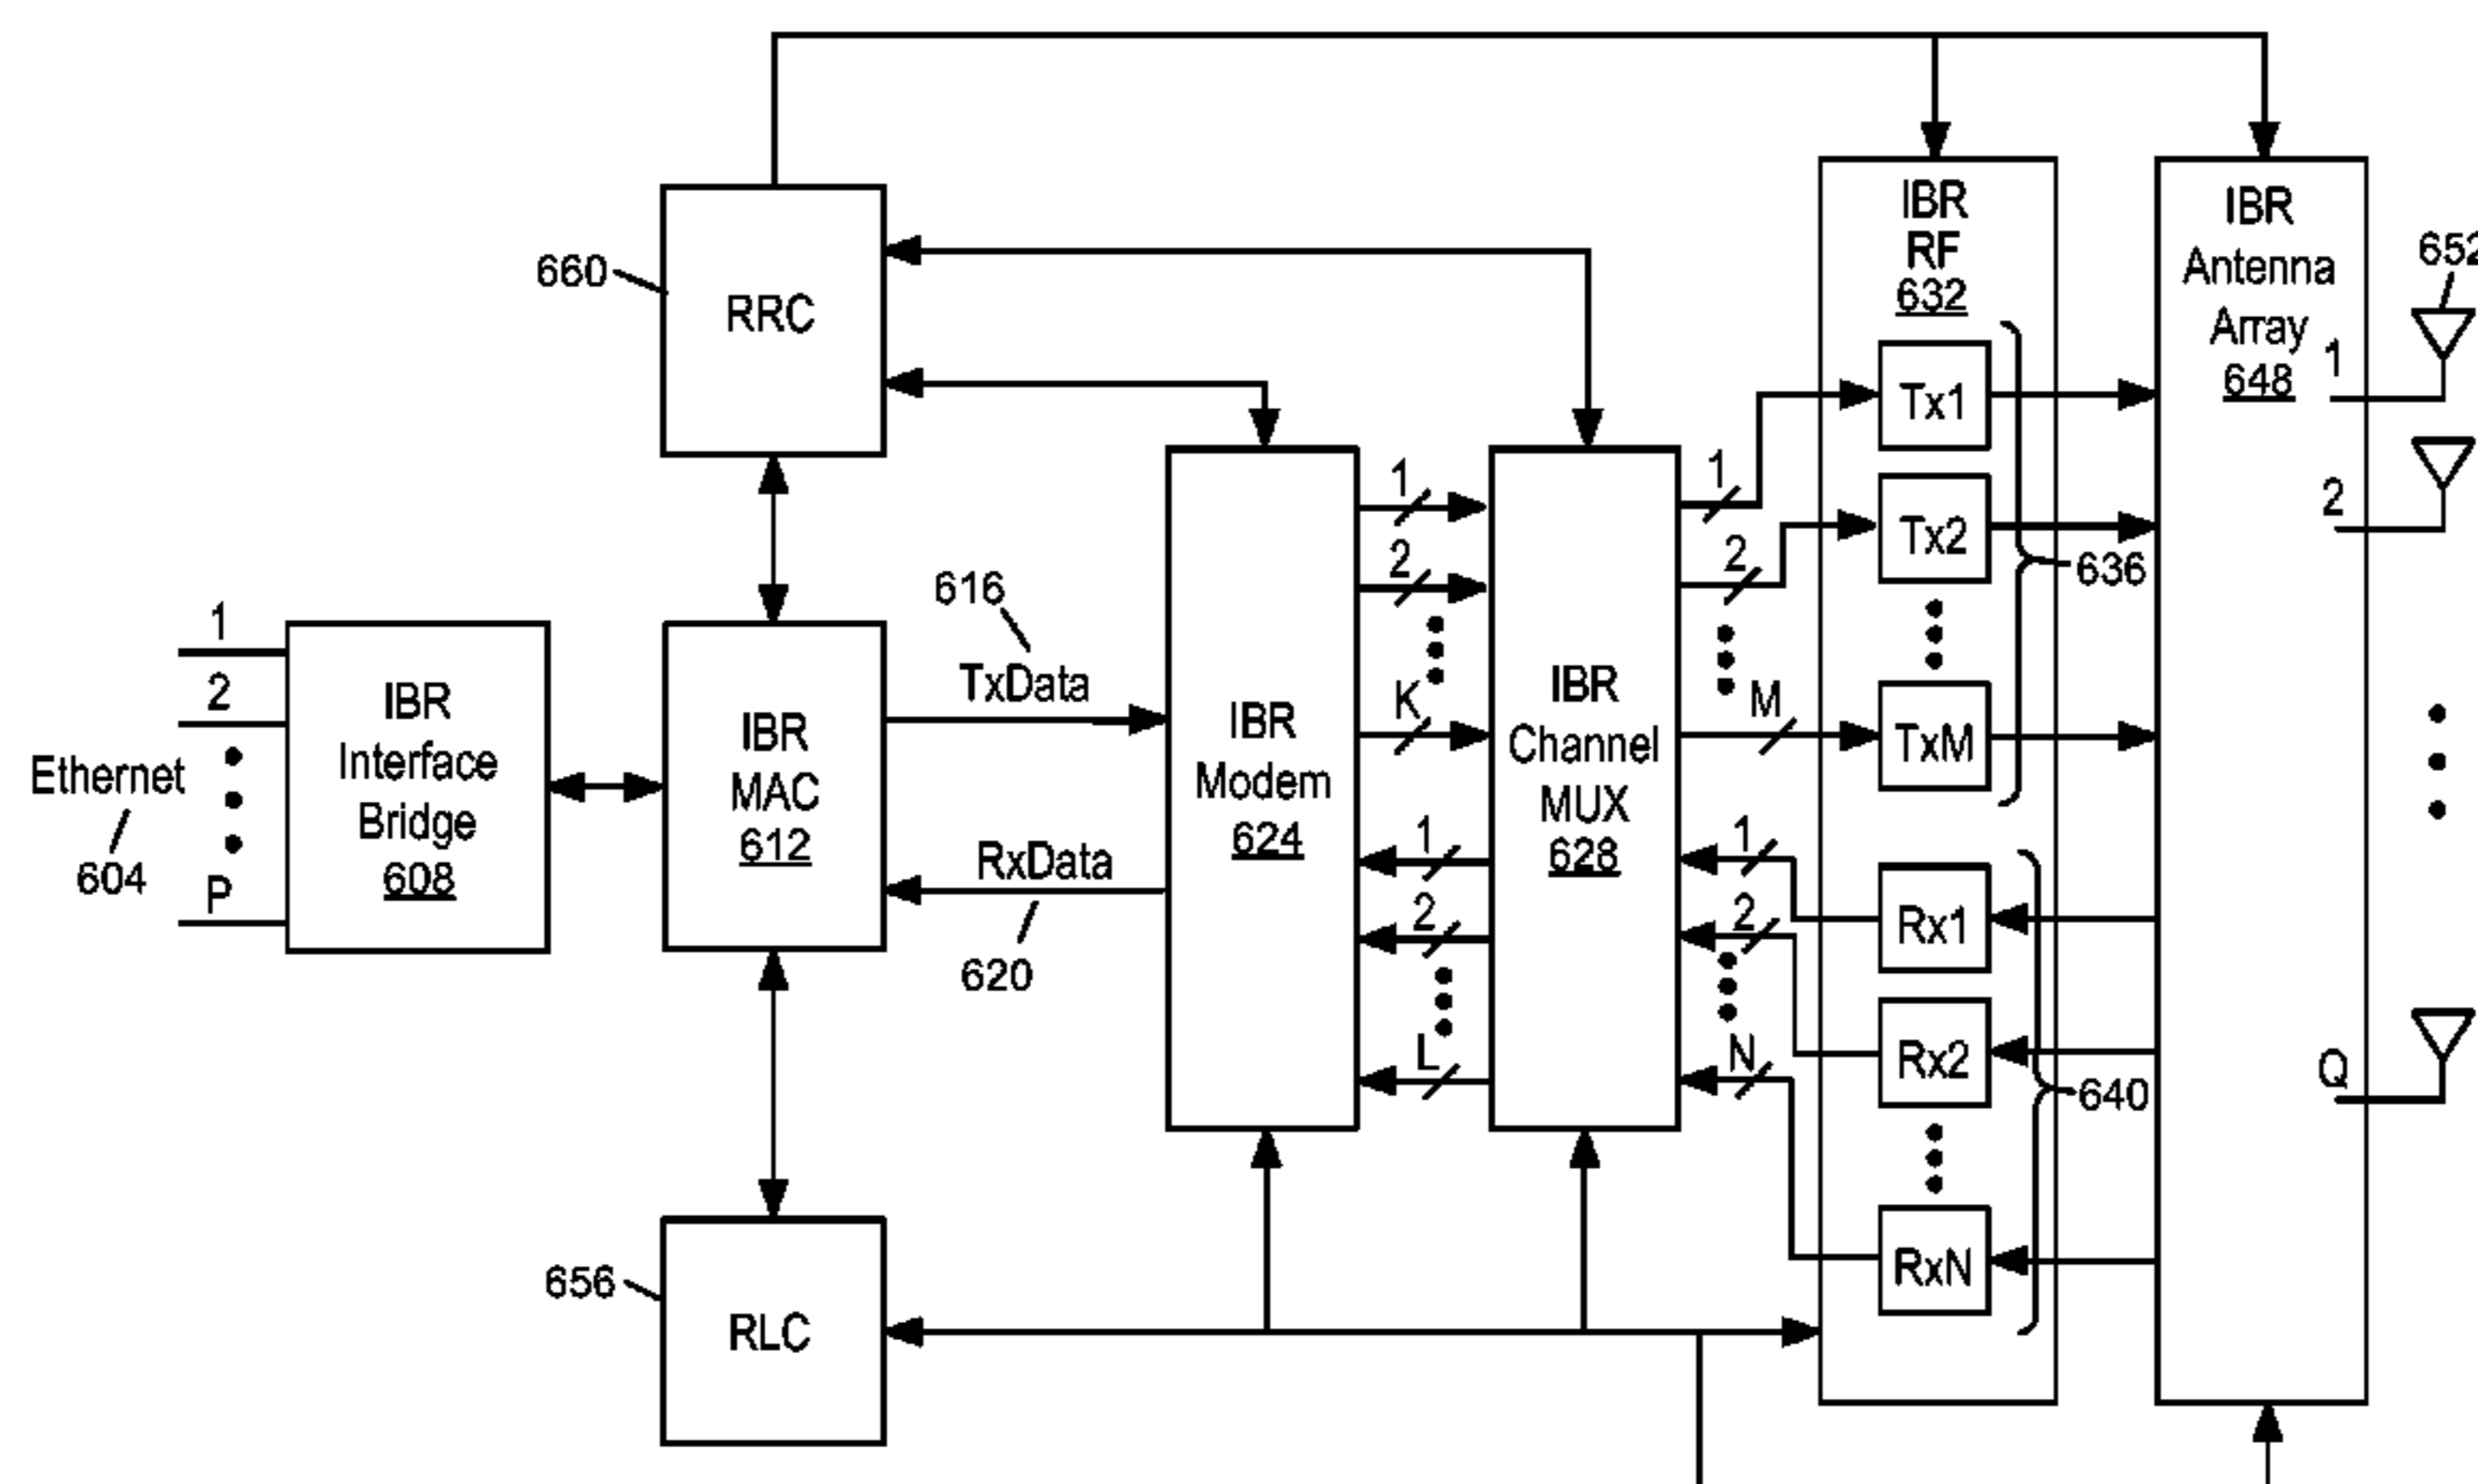 660
RRC
IBR
RF
632
IBR
Antenna
Array
648
652
1
2
Q
Tx1
Tx2
TxM
636
Rx1
Rx2
RxN
640
1
2
P
Ethernet
604
IBR
Interface
Bridge
608
IBR
MAC
612
616
TxData
RxData
620
IBR
Modem
624
1
2
K
1
2
L
IBR
Channel
MUX
628
1
2
M
1
2
N
656
RLC